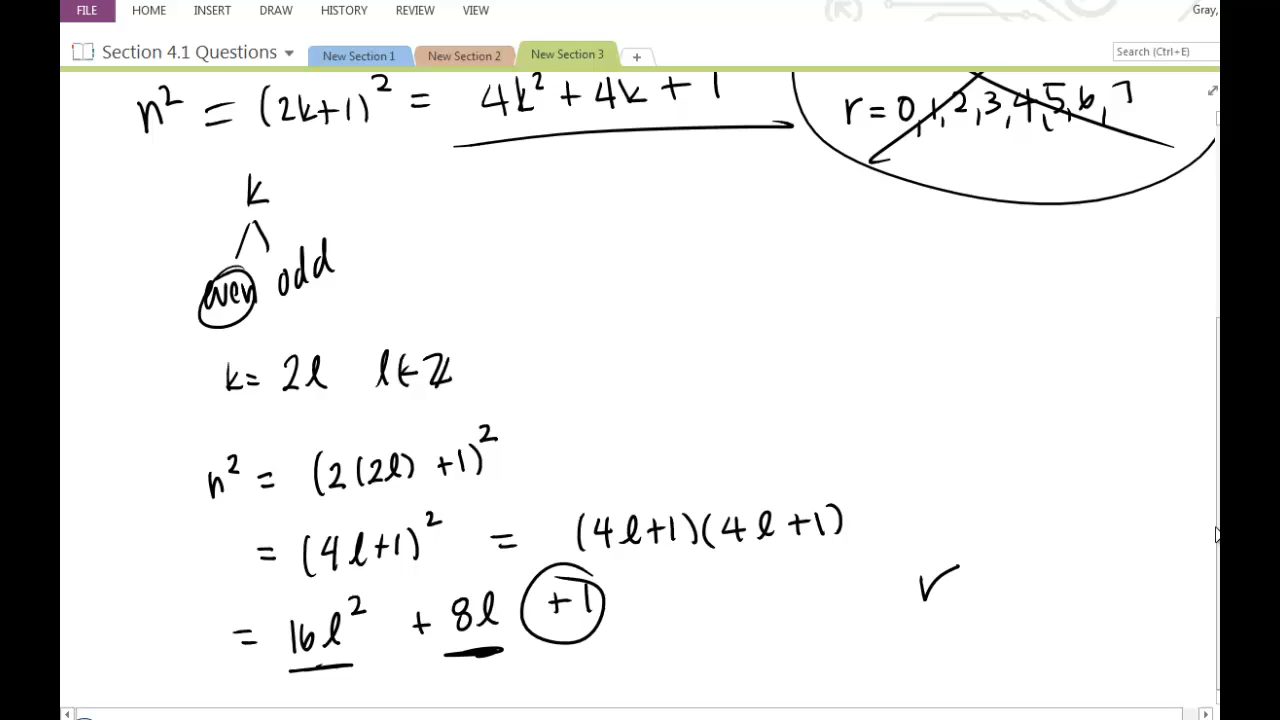 FILE HOME INSERT DRAW HISTORY REVIEW VIEW Gray,
Section 4.1 Questions New Section 1 New Section 2 New Section 3 + Search (Ctrl+E)
n² = (2k+1)² = 4k² + 4k + 1
r = 0, 1, 2, 3, 4, 5, 6, 7
k
even odd
k = 2l l ∈ ℤ
n² = (2(2l) +1)²
= (4l+1)² = (4l+1)(4l+1)
= 16l² + 8l +1